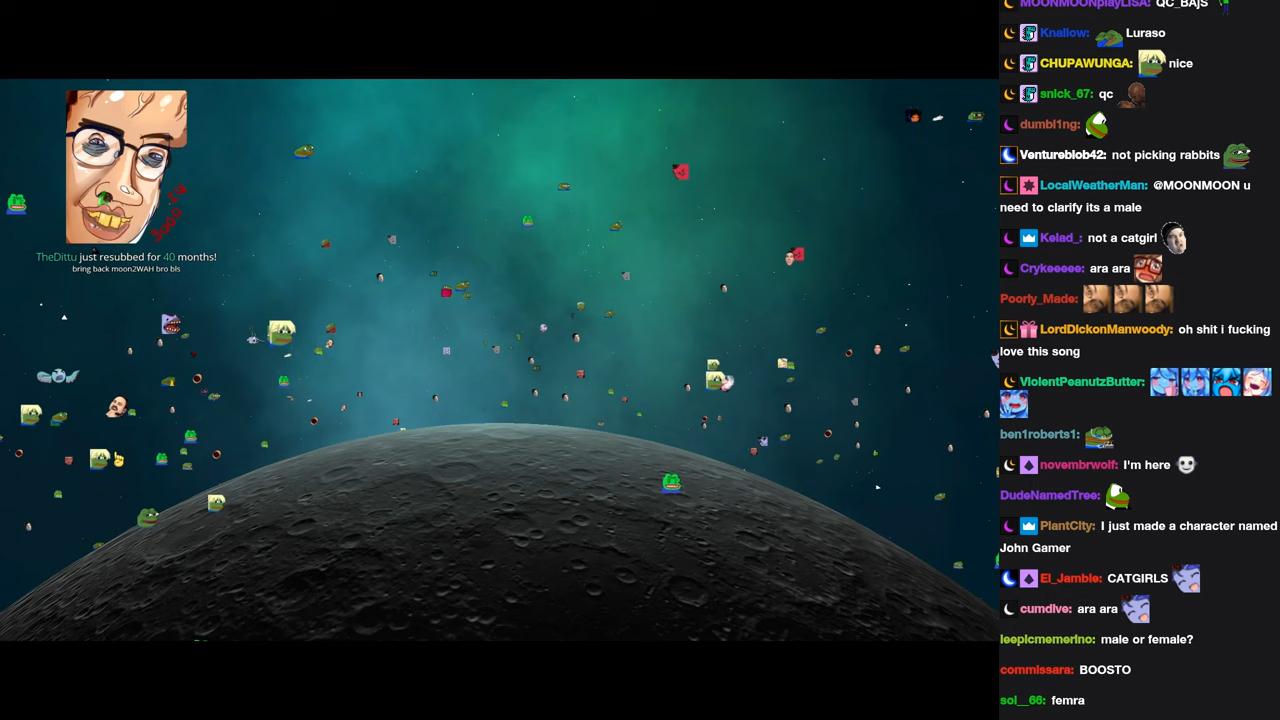 TheDittu just resubbed for 40 months!
bring back moon2WAH bro bls
MOONMOONplayLISA: QC_BAjS
Knallow: Luraso
CHUPAWUNGA: nice
snick_67: qc
dumbl1ng:
Ventureblob42: not picking rabbits
LocalWeatherMan: @MOONMOON u
need to clarify its a male
Kelad_: not a catgirl
Crykeeeee: ara ara
Poorly_Made:
LordDIckonManwoody: oh shit i fucking
love this song
VIolentPeanutzButter:
ben1roberts1:
novembrwolf: I'm here
DudeNamedTree:
PlantCIty: I just made a character named
John Gamer
El_Jamble: CATGIRLS
cumdIve: ara ara
leepIcmemerIno: male or female?
commissara: BOOSTO
sol__66: femra